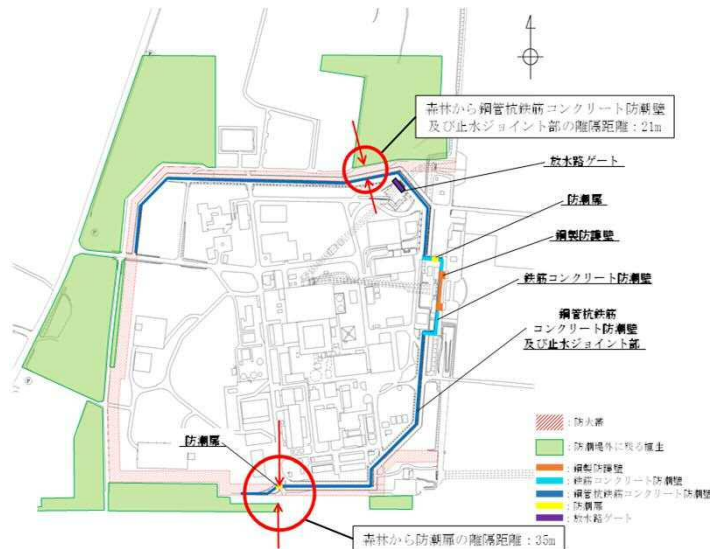 森林から鋼管杭鉄筋コンクリート防潮壁
及び止水ジョイント部の離隔距離：21m
放水路ゲート
防潮扉
鋼製防護壁
鉄筋コンクリート防潮壁
鋼管杭鉄筋
コンクリート防潮壁
及び止水ジョイント部
防潮扉
：防火帯
：防潮堤外に残る植生
：鋼製防護壁
：鉄筋コンクリート防潮壁
：鋼管杭鉄筋コンクリート防潮壁
：防潮扉
：放水路ゲート
森林から防潮扉の離隔距離：35m